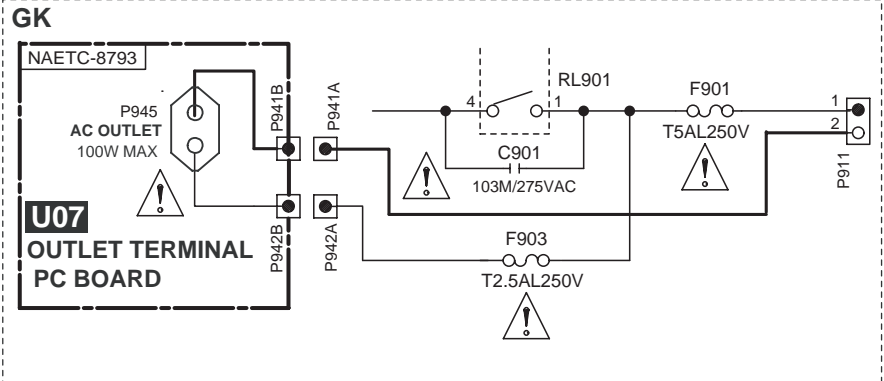 GK
NAETC-8793
P945
AC OUTLET
100W MAX
P941B
P941A
U07
OUTLET TERMINAL
PC BOARD
P942B
P942A
RL901
4
1
C901
103M/275VAC
F901
T5AL250V
1
2
P911
F903
T2.5AL250V
!
!
!
!